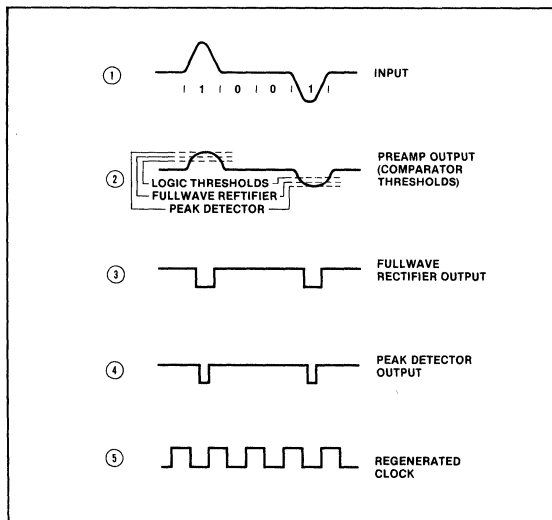 ① INPUT
| 1 | 0 | 0 | 1 |
② PREAMP OUTPUT
(COMPARATOR
THRESHOLDS)
LOGIC THRESHOLDS
FULLWAVE RECTIFIER
PEAK DETECTOR
③ FULLWAVE
RECTIFIER OUTPUT
④ PEAK DETECTOR
OUTPUT
⑤ REGENERATED
CLOCK